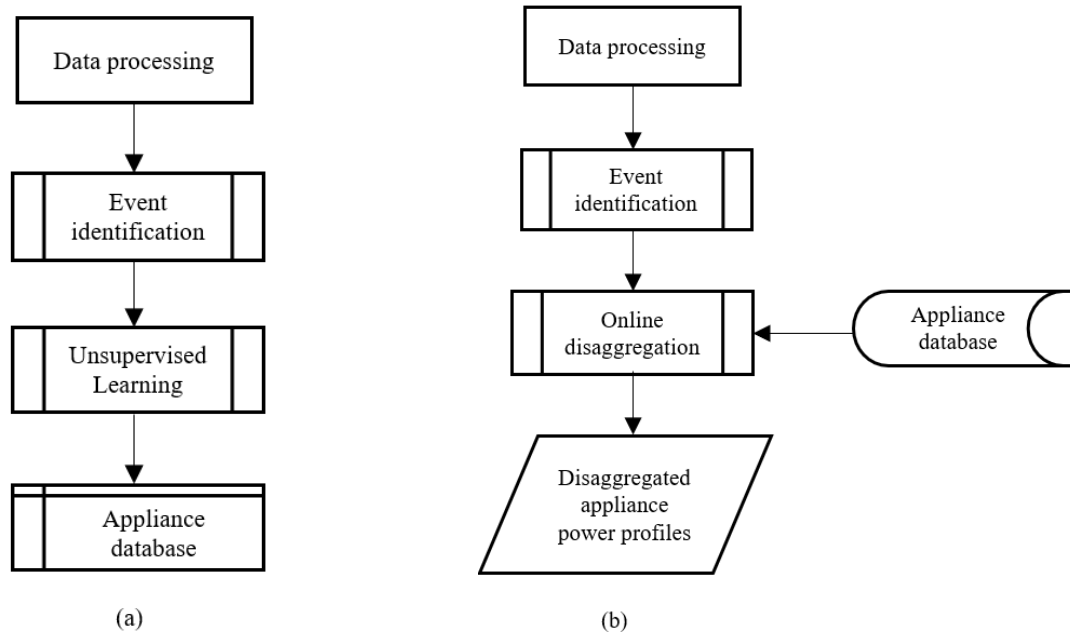 Data processing
Event
identification
Unsupervised
Learning
Appliance
database
(a)
Data processing
Event
identification
Online
disaggregation
Appliance
database
Disaggregated
appliance
power profiles
(b)